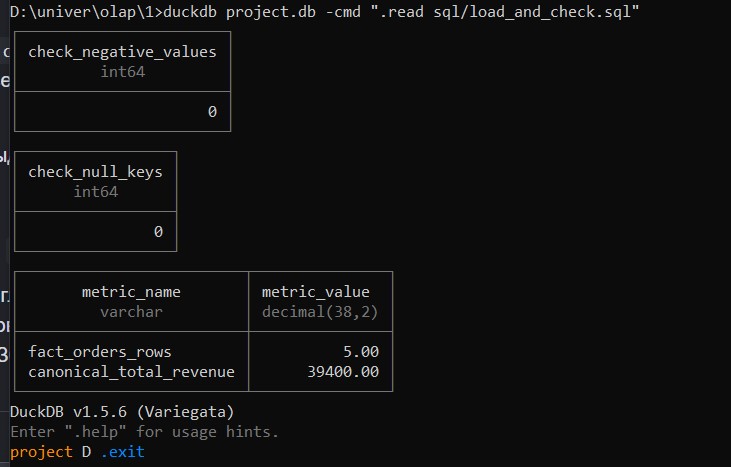 D:\univer\olap\1>duckdb project.db -cmd ".read sql/load_and_check.sql"
check_negative_values
int64
0
check_null_keys
int64
0
metric_name metric_value
varchar decimal(38,2)
fact_orders_rows 5.00
canonical_total_revenue 39400.00
DuckDB v1.5.6 (Variegata)
Enter ".help" for usage hints.
project D .exit